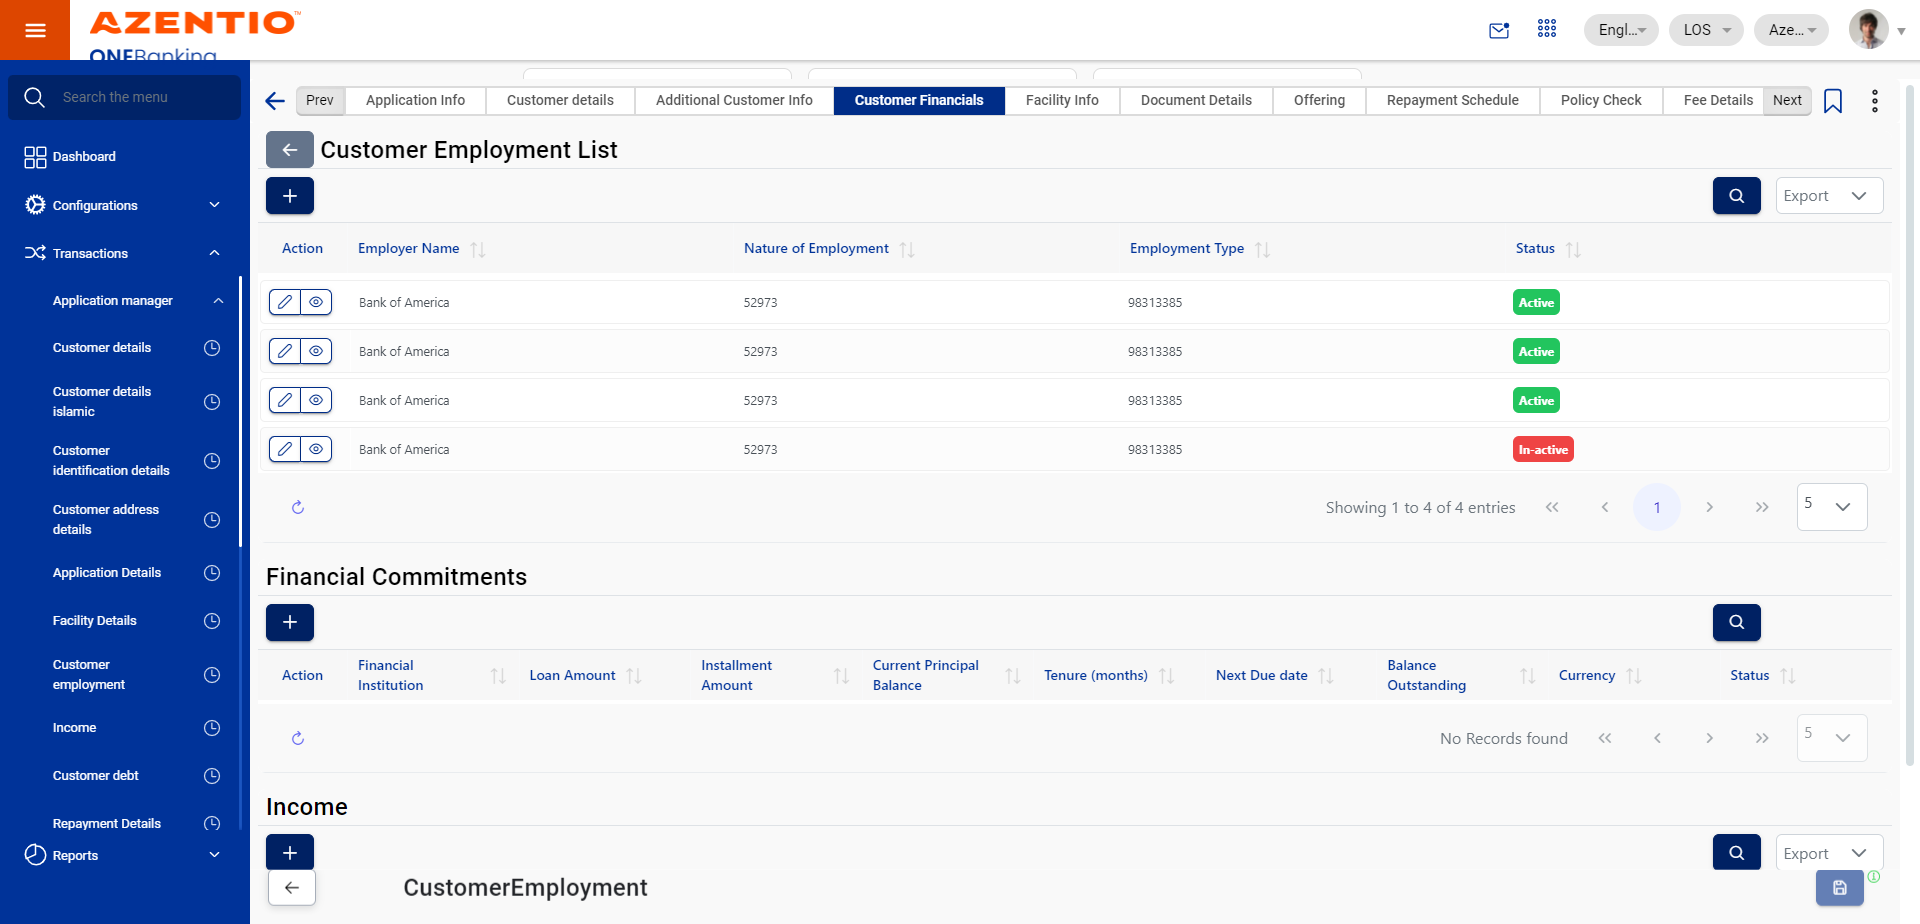 AZENTIO™
ONEBanking
Engl...
LOS
Aze...
Search the menu
Dashboard
Configurations
Transactions
Application manager
Customer details
Customer details
islamic
Customer
identification details
Customer address
details
Application Details
Facility Details
Customer
employment
Income
Customer debt
Repayment Details
Reports
Prev
Application Info
Customer details
Additional Customer Info
Customer Financials
Facility Info
Document Details
Offering
Repayment Schedule
Policy Check
Fee Details
Next
Customer Employment List
Export
Action
Employer Name
Nature of Employment
Employment Type
Status
Bank of America 52973 98313385 Active
Bank of America 52973 98313385 Active
Bank of America 52973 98313385 Active
Bank of America 52973 98313385 In-active
Showing 1 to 4 of 4 entries
1
5
Financial Commitments
Action
Financial
Institution
Loan Amount
Installment
Amount
Current Principal
Balance
Tenure (months)
Next Due date
Balance
Outstanding
Currency
Status
No Records found
5
Income
Export
CustomerEmployment